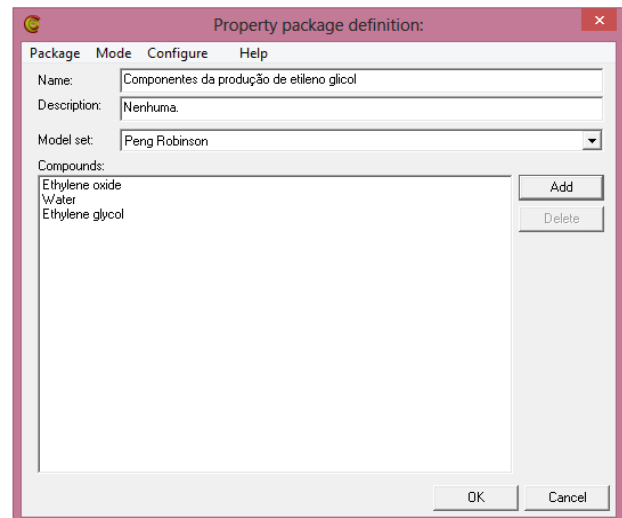 Property package definition:
Package Mode Configure Help
Name: Componentes da produção de etileno glicol
Description: Nenhuma.
Model set: Peng Robinson
Compounds:
Ethylene oxide
Water
Ethylene glycol
Add
Delete
OK Cancel